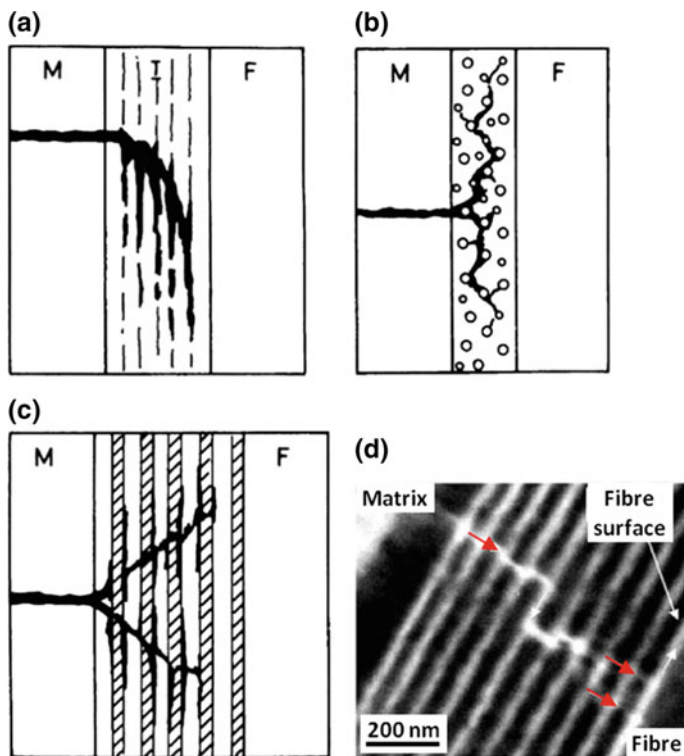 (a)
M
T
F
(b)
M
F
(c)
M
F
(d)
Matrix
Fibre
surface
200 nm
Fibre